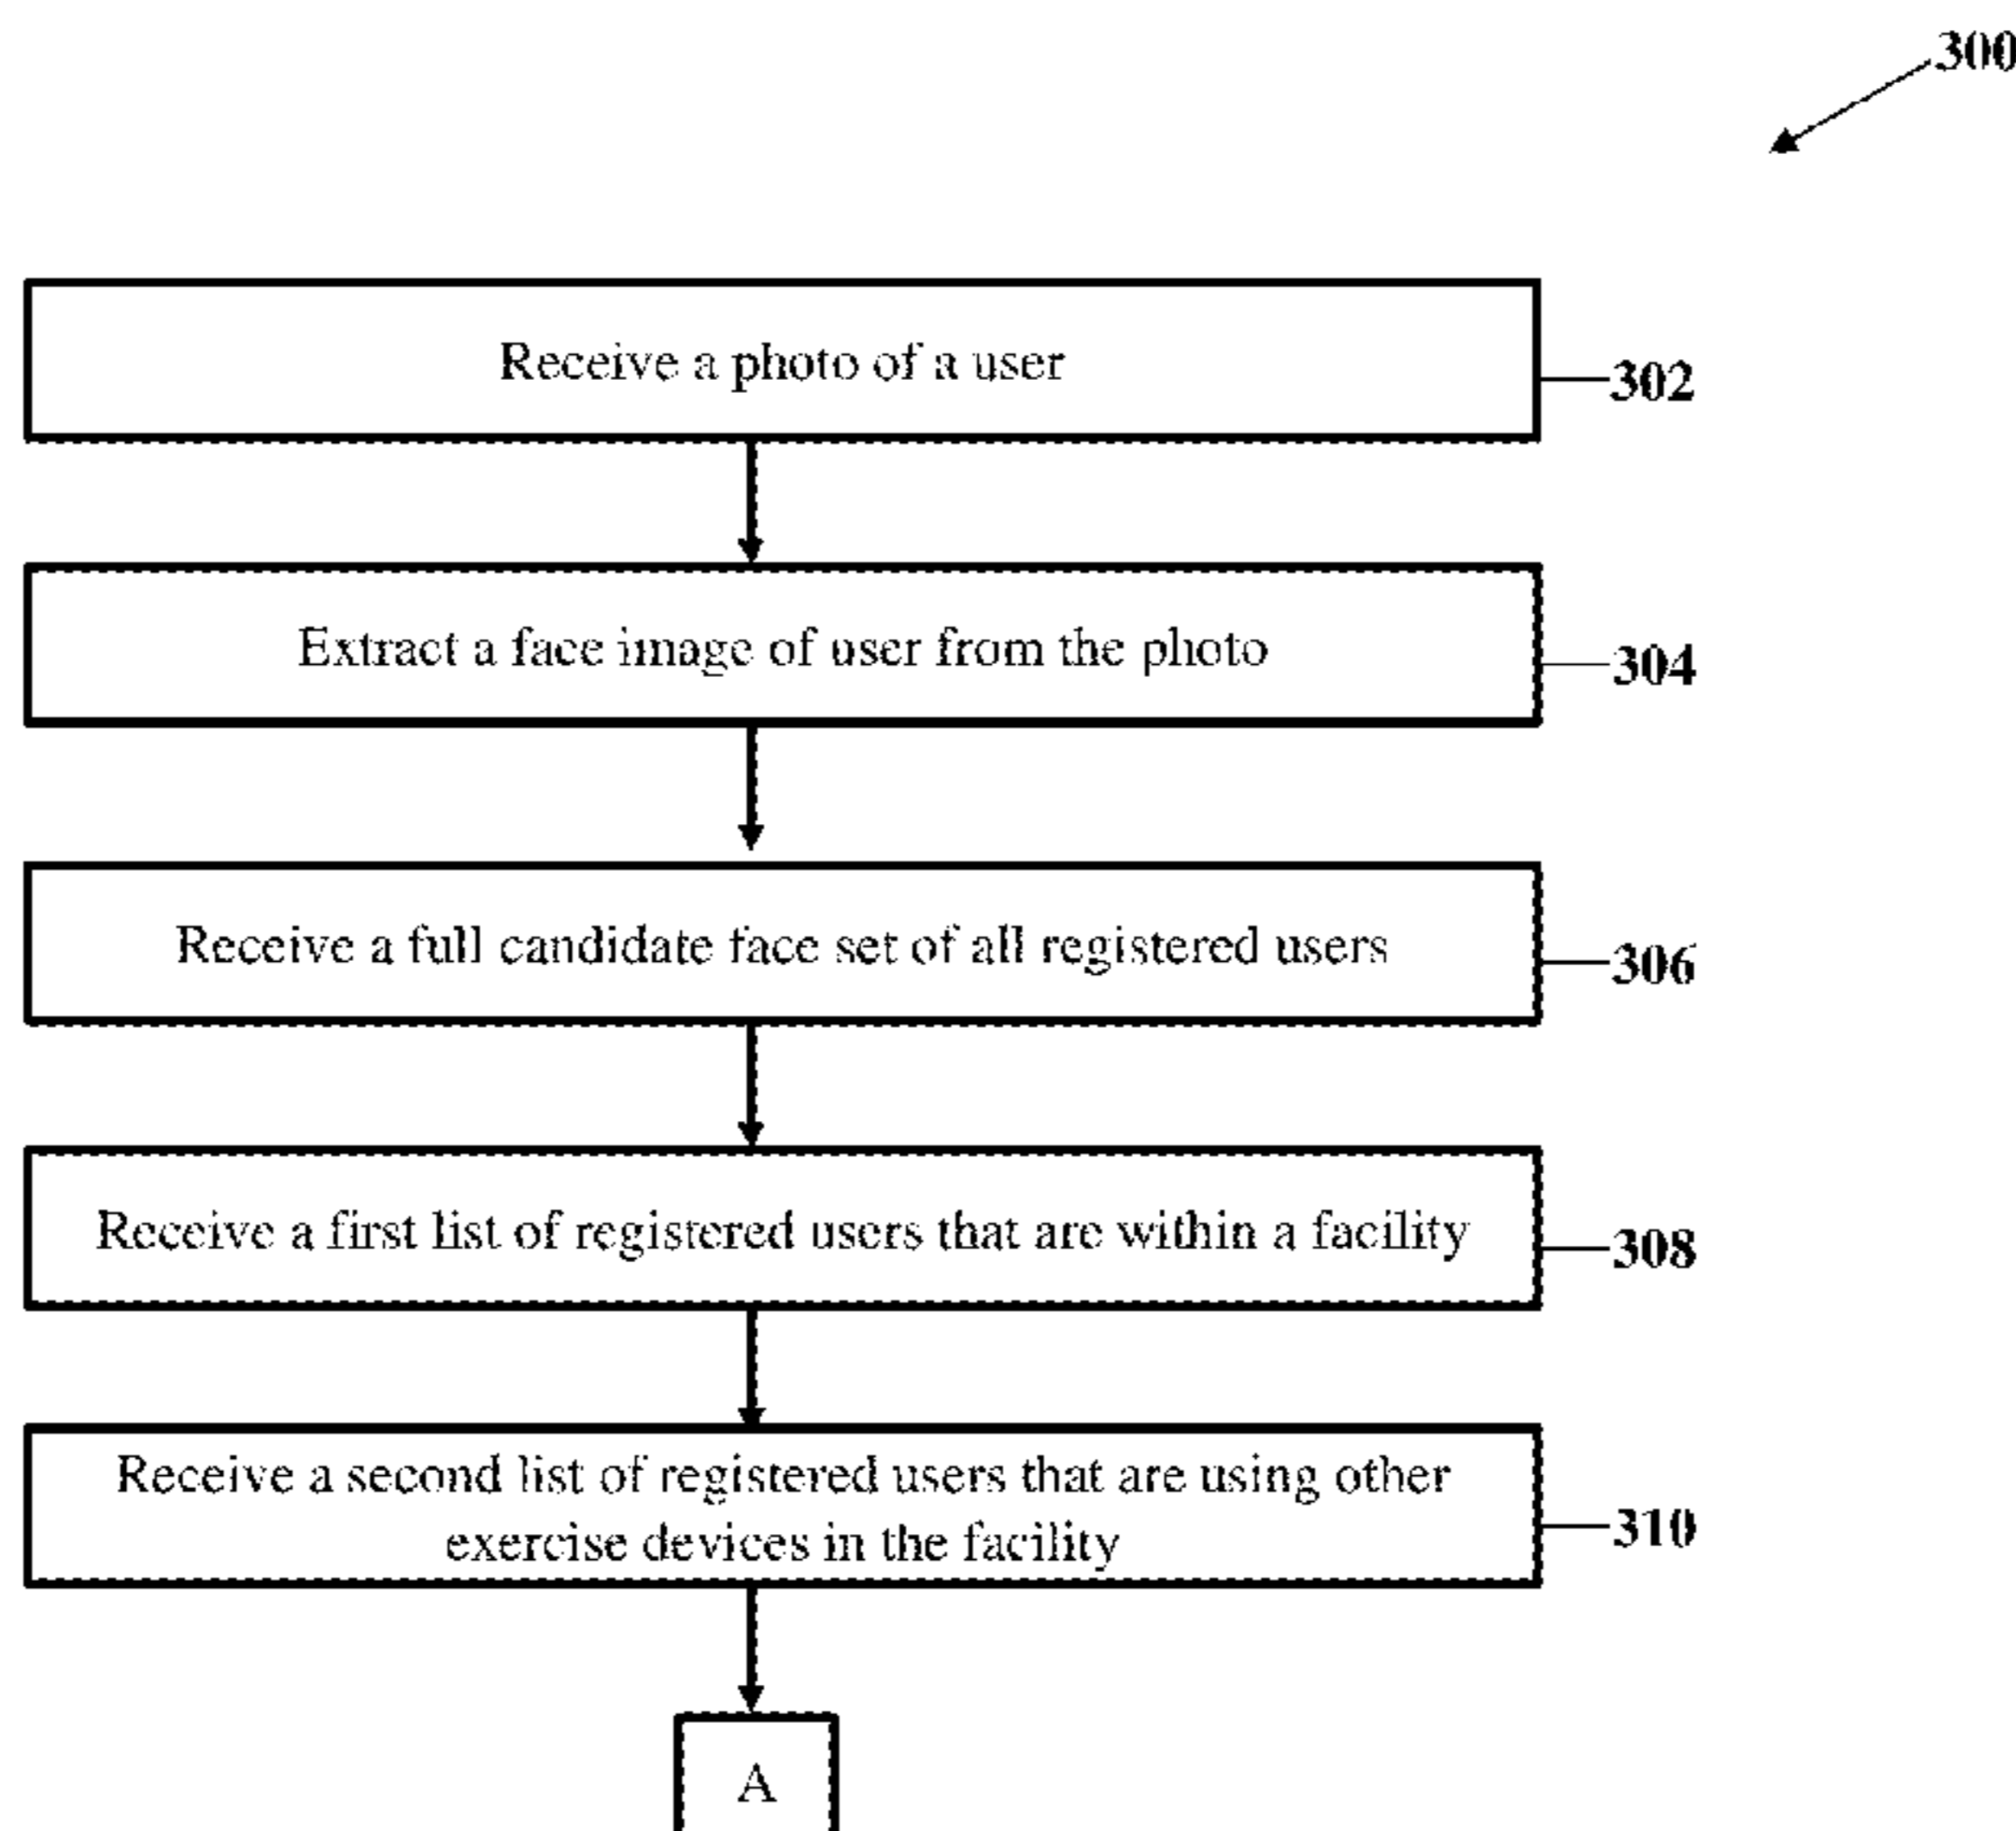 300
Receive a photo of a user
302
Extract a face image of user from the photo
304
Receive a full candidate face set of all registered users
306
Receive a first list of registered users that are within a facility
308
Receive a second list of registered users that are using other
exercise devices in the facility
310
A